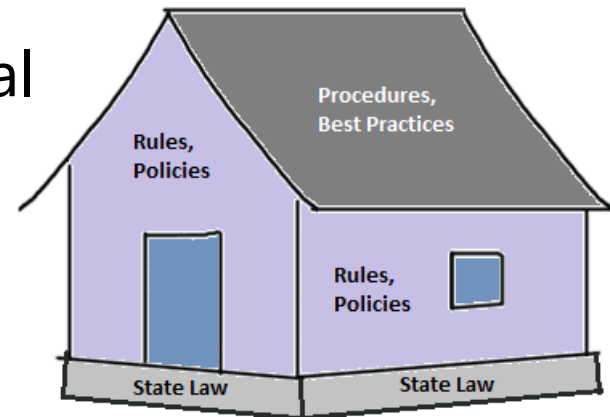 al
Procedures,
Best Practices
Rules,
Policies
Rules,
Policies
State Law
State Law